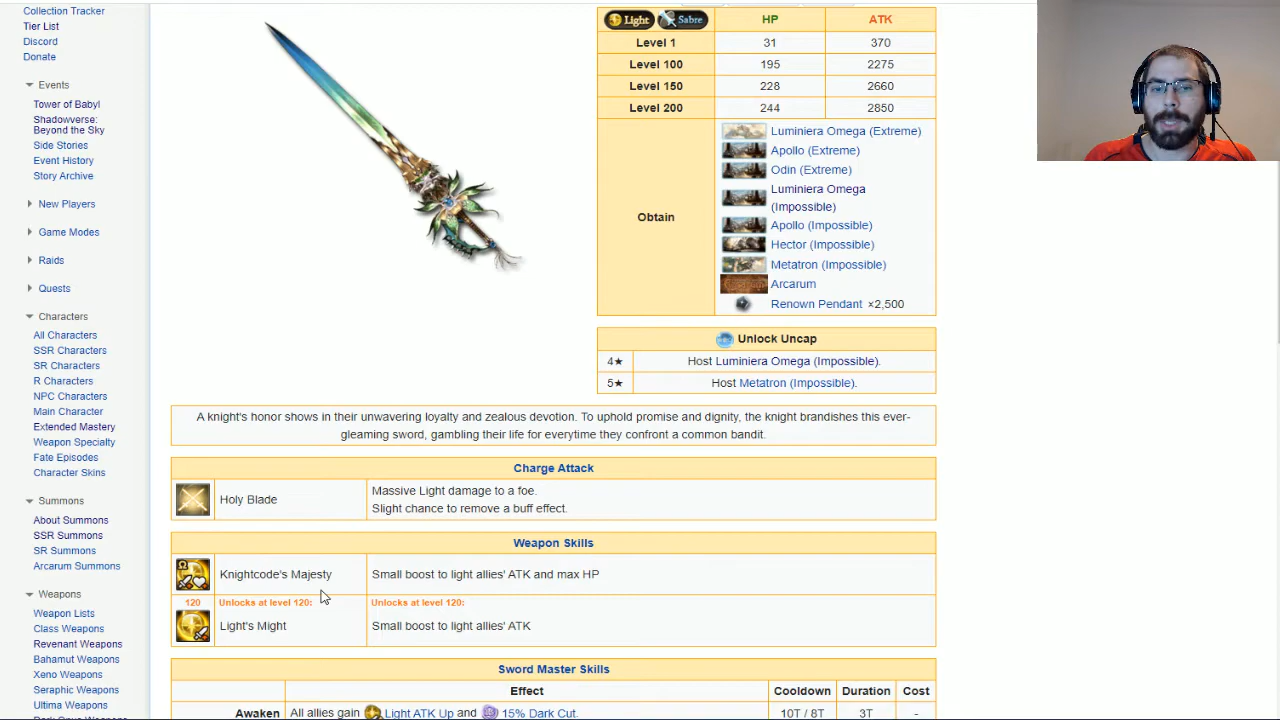 Collection Tracker
Tier List
Discord
Donate
Events
Tower of Babyl
Shadowverse:
Beyond the Sky
Side Stories
Event History
Story Archive
New Players
Game Modes
Raids
Quests
Characters
All Characters
SSR Characters
SR Characters
R Characters
NPC Characters
Main Character
Extended Mastery
Weapon Specialty
Fate Episodes
Character Skins
Summons
About Summons
SSR Summons
SR Summons
Arcarum Summons
Weapons
Weapon Lists
Class Weapons
Revenant Weapons
Bahamut Weapons
Xeno Weapons
Seraphic Weapons
Ultima Weapons
Light Sabre HP ATK
Level 1 31 370
Level 100 195 2275
Level 150 228 2660
Level 200 244 2850
Obtain
Luminiera Omega (Extreme)
Apollo (Extreme)
Odin (Extreme)
Luminiera Omega
(Impossible)
Apollo (Impossible)
Hector (Impossible)
Metatron (Impossible)
Arcarum
Renown Pendant ×2,500
Unlock Uncap
4★ Host Luminiera Omega (Impossible).
5★ Host Metatron (Impossible).
A knight's honor shows in their unwavering loyalty and zealous devotion. To uphold promise and dignity, the knight brandishes this ever-
gleaming sword, gambling their life for everytime they confront a common bandit.
Charge Attack
Holy Blade
Massive Light damage to a foe.
Slight chance to remove a buff effect.
Weapon Skills
Ω Knightcode's Majesty Small boost to light allies' ATK and max HP
120 Unlocks at level 120: Unlocks at level 120:
Light's Might Small boost to light allies' ATK
Sword Master Skills
Effect Cooldown Duration Cost
Awaken All allies gain Light ATK Up and 15% Dark Cut. 10T / 8T 3T -